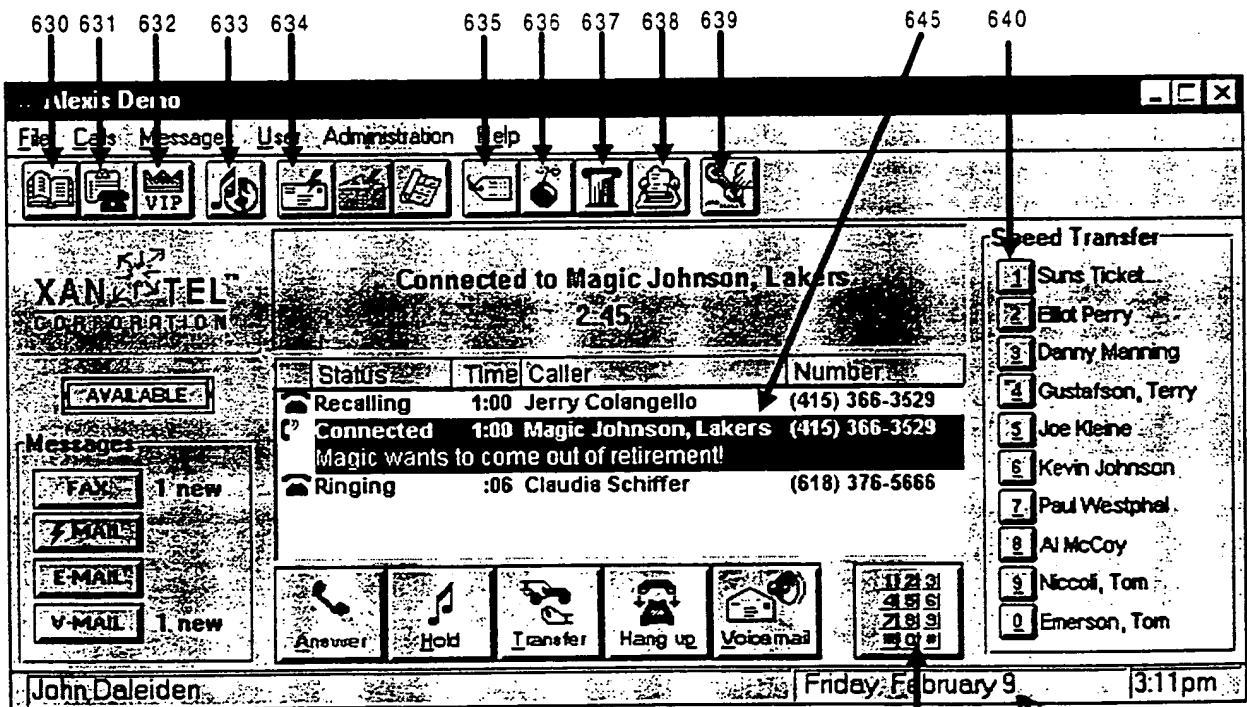 630 631 632 633 634 635 636 637 638 639 645 640
Alexis Demo
File Calls Messages User Administration Help
VIP
XANTEL™
CORPORATION
AVAILABLE
Messages
FAX 1 new
MAIL
E-MAIL
V-MAIL 1 new
Connected to Magic Johnson, Lakers
2:45
Status Time Caller Number
Recalling 1:00 Jerry Colangello (415) 366-3529
Connected 1:00 Magic Johnson, Lakers (415) 366-3529
Magic wants to come out of retirement!
Ringing :06 Claudia Schiffer (618) 376-5666
Answer Hold Transfer Hang up Voicemail
1 2 3
4 5 6
7 8 9
* 0 #
Speed Transfer
1 Suns Ticket
2 Elliot Perry
3 Danny Manning
4 Gustafson, Terry
5 Joe Kleine
6 Kevin Johnson
7 Paul Westphal
8 Al McCoy
9 Niccoli, Tom
0 Emerson, Tom
John Daleiden Friday, February 9 3:11pm